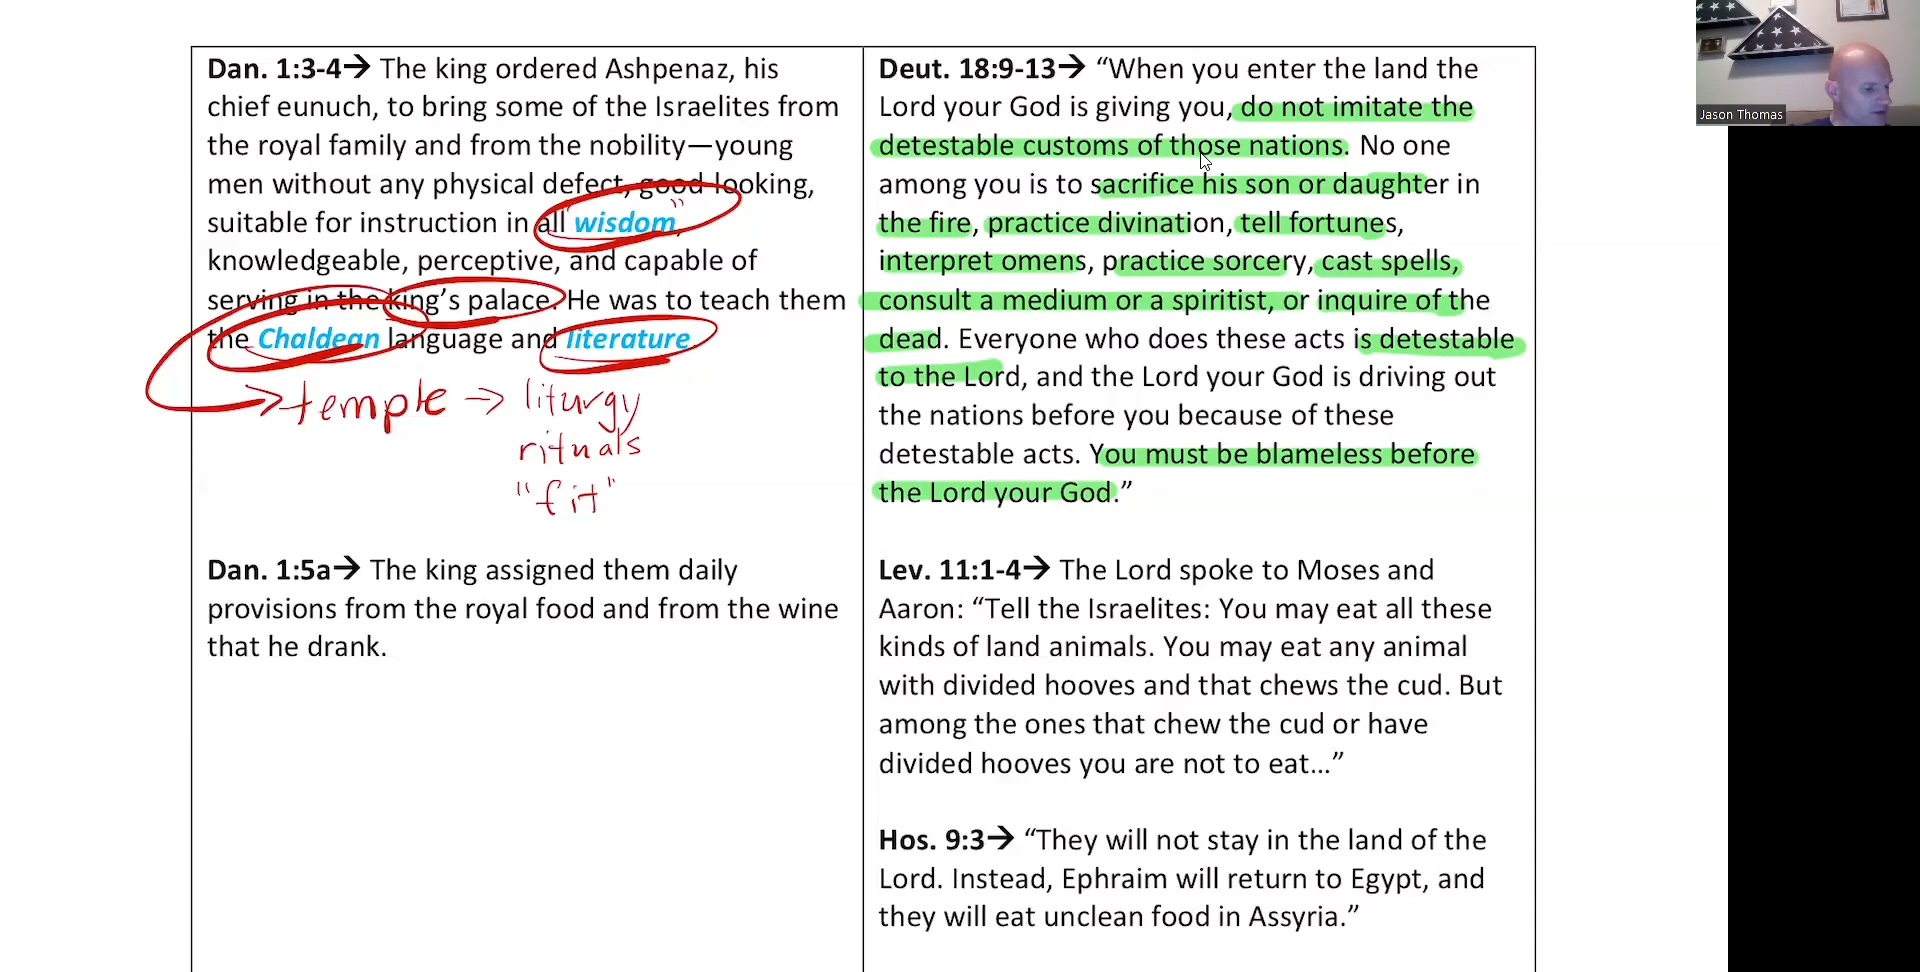 Dan. 1:3-4→ The king ordered Ashpenaz, his
chief eunuch, to bring some of the Israelites from
the royal family and from the nobility—young
men without any physical defect, good-looking,
suitable for instruction in all "wisdom",
knowledgeable, perceptive, and capable of
serving in the king’s palace. He was to teach them
the Chaldean language and literature.
→ temple → liturgy
rituals
"fit"
Dan. 1:5a→ The king assigned them daily
provisions from the royal food and from the wine
that he drank.
Deut. 18:9-13→ “When you enter the land the
Lord your God is giving you, do not imitate the
detestable customs of those nations. No one
among you is to sacrifice his son or daughter in
the fire, practice divination, tell fortunes,
interpret omens, practice sorcery, cast spells,
consult a medium or a spiritist, or inquire of the
dead. Everyone who does these acts is detestable
to the Lord, and the Lord your God is driving out
the nations before you because of these
detestable acts. You must be blameless before
the Lord your God.”
Lev. 11:1-4→ The Lord spoke to Moses and
Aaron: “Tell the Israelites: You may eat all these
kinds of land animals. You may eat any animal
with divided hooves and that chews the cud. But
among the ones that chew the cud or have
divided hooves you are not to eat…”
Hos. 9:3→ “They will not stay in the land of the
Lord. Instead, Ephraim will return to Egypt, and
they will eat unclean food in Assyria.”
Jason Thomas